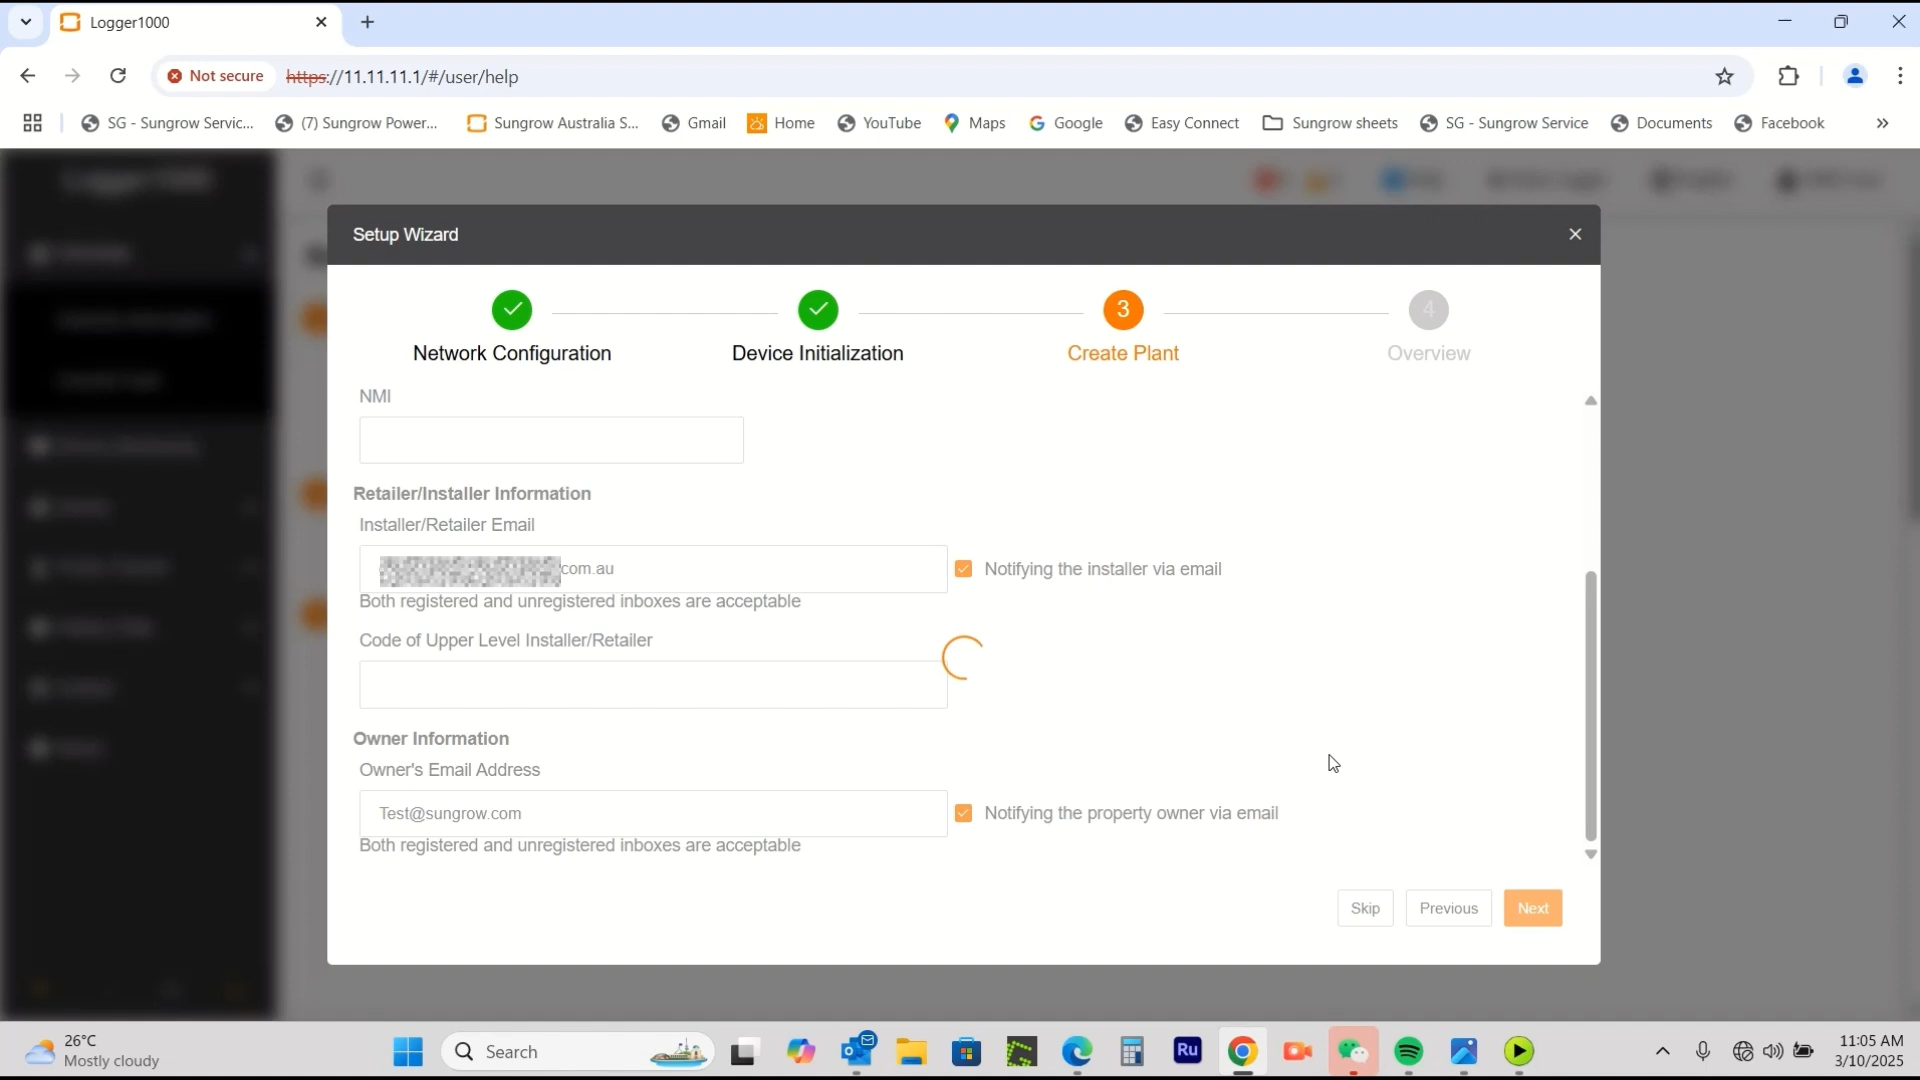 Logger1000
Not secure https://11.11.11.1/#/user/help
SG - Sungrow Servic... (7) Sungrow Power... Sungrow Australia S... Gmail Home YouTube Maps Google Easy Connect Sungrow sheets SG - Sungrow Service Documents Facebook
Logger1000
Setup Wizard
3 4
Network Configuration Device Initialization Create Plant Overview
NMI
Retailer/Installer Information
Installer/Retailer Email
com.au Notifying the installer via email
Both registered and unregistered inboxes are acceptable
Code of Upper Level Installer/Retailer
Owner Information
Owner's Email Address
Test@sungrow.com Notifying the property owner via email
Both registered and unregistered inboxes are acceptable
Skip Previous Next
26°C
Mostly cloudy
Search
Ru
11:05 AM
3/10/2025